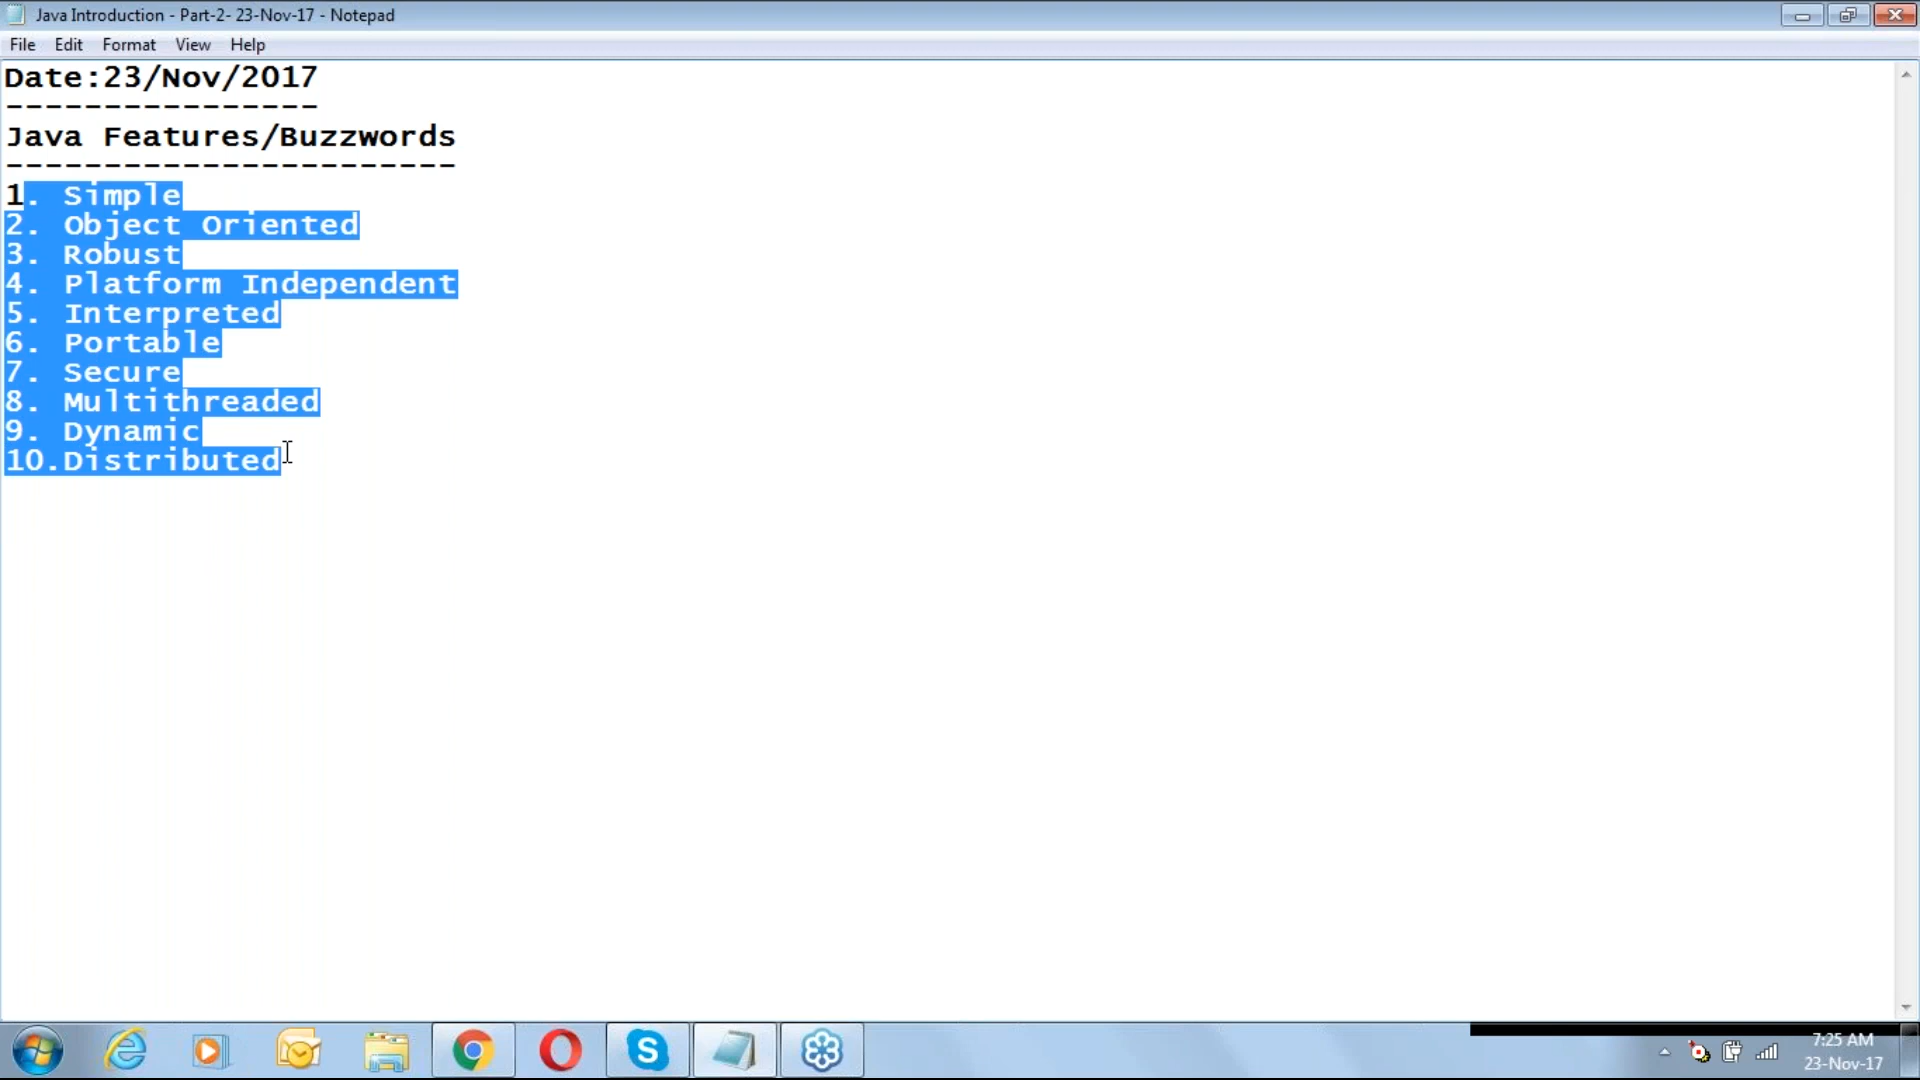 Java Introduction - Part-2- 23-Nov-17 - Notepad
File Edit Format View Help
Date:23/Nov/2017
----------------
Java Features/Buzzwords
-----------------------
1. Simple
2. Object Oriented
3. Robust
4. Platform Independent
5. Interpreted
6. Portable
7. Secure
8. Multithreaded
9. Dynamic
10.Distributed
7:25 AM
23-Nov-17